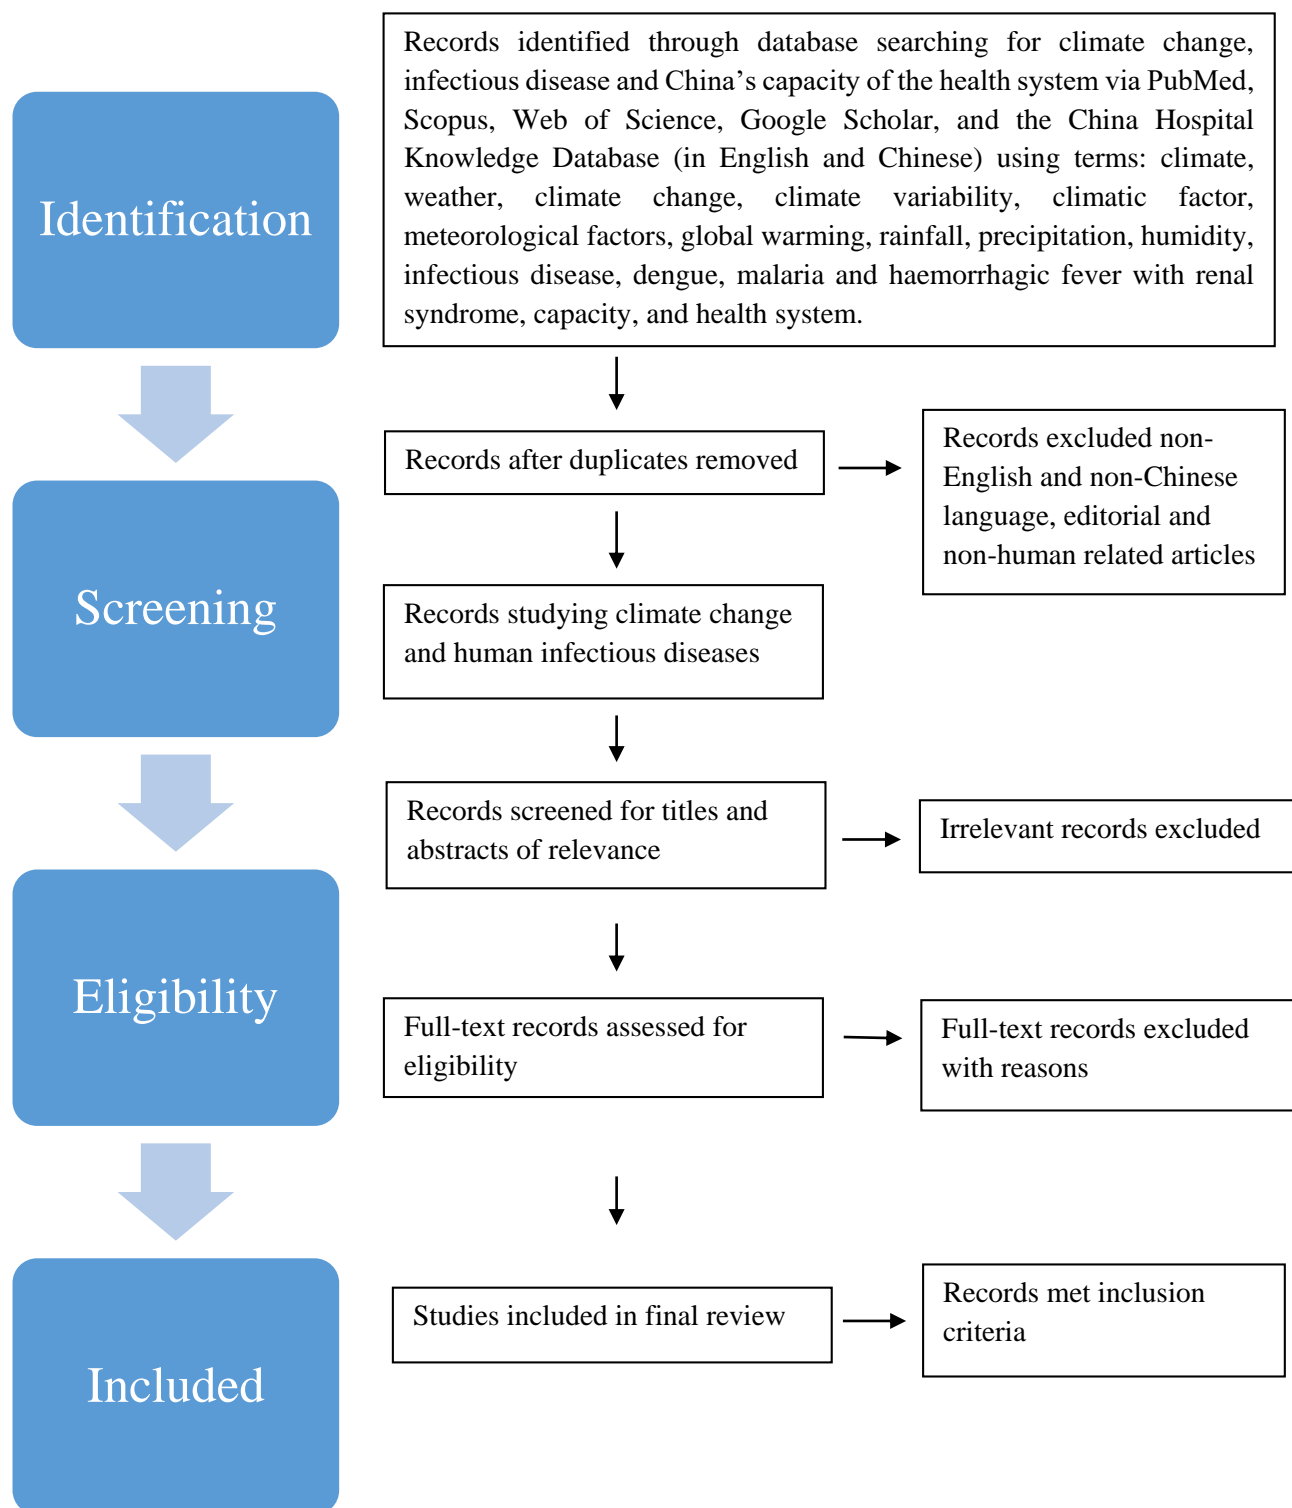 Records identified through database searching for climate change,
infectious disease and China’s capacity of the health system via PubMed,
Scopus, Web of Science, Google Scholar, and the China Hospital
Knowledge Database (in English and Chinese) using terms: climate,
weather, climate change, climate variability, climatic factor,
meteorological factors, global warming, rainfall, precipitation, humidity,
infectious disease, dengue, malaria and haemorrhagic fever with renal
syndrome, capacity, and health system.
Identification
Records after duplicates removed
Records excluded non-
English and non-Chinese
language, editorial and
non-human related articles
Screening
Records studying climate change
and human infectious diseases
Records screened for titles and
abstracts of relevance
Irrelevant records excluded
Eligibility
Full-text records assessed for
eligibility
Full-text records excluded
with reasons
Included
Studies included in final review
Records met inclusion
criteria